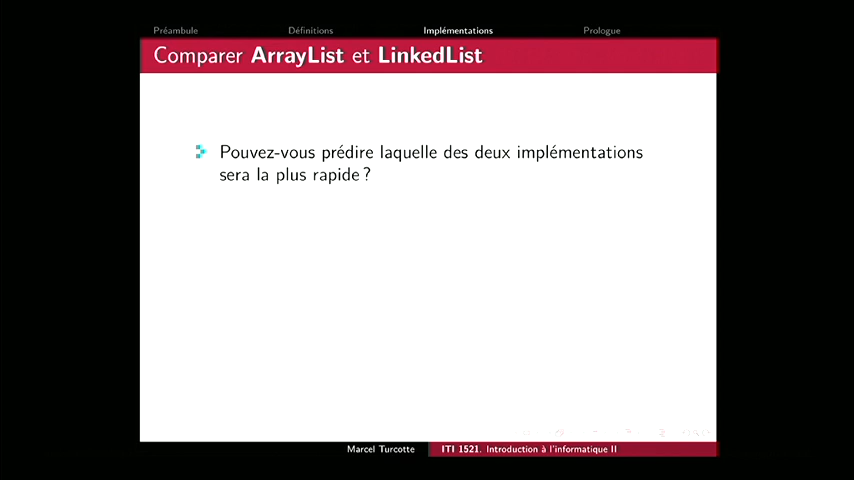 Préambule Définitions Implémentations Prologue
Comparer ArrayList et LinkedList
Pouvez-vous prédire laquelle des deux implémentations
sera la plus rapide ?
Marcel Turcotte ITI 1521. Introduction à l'informatique II